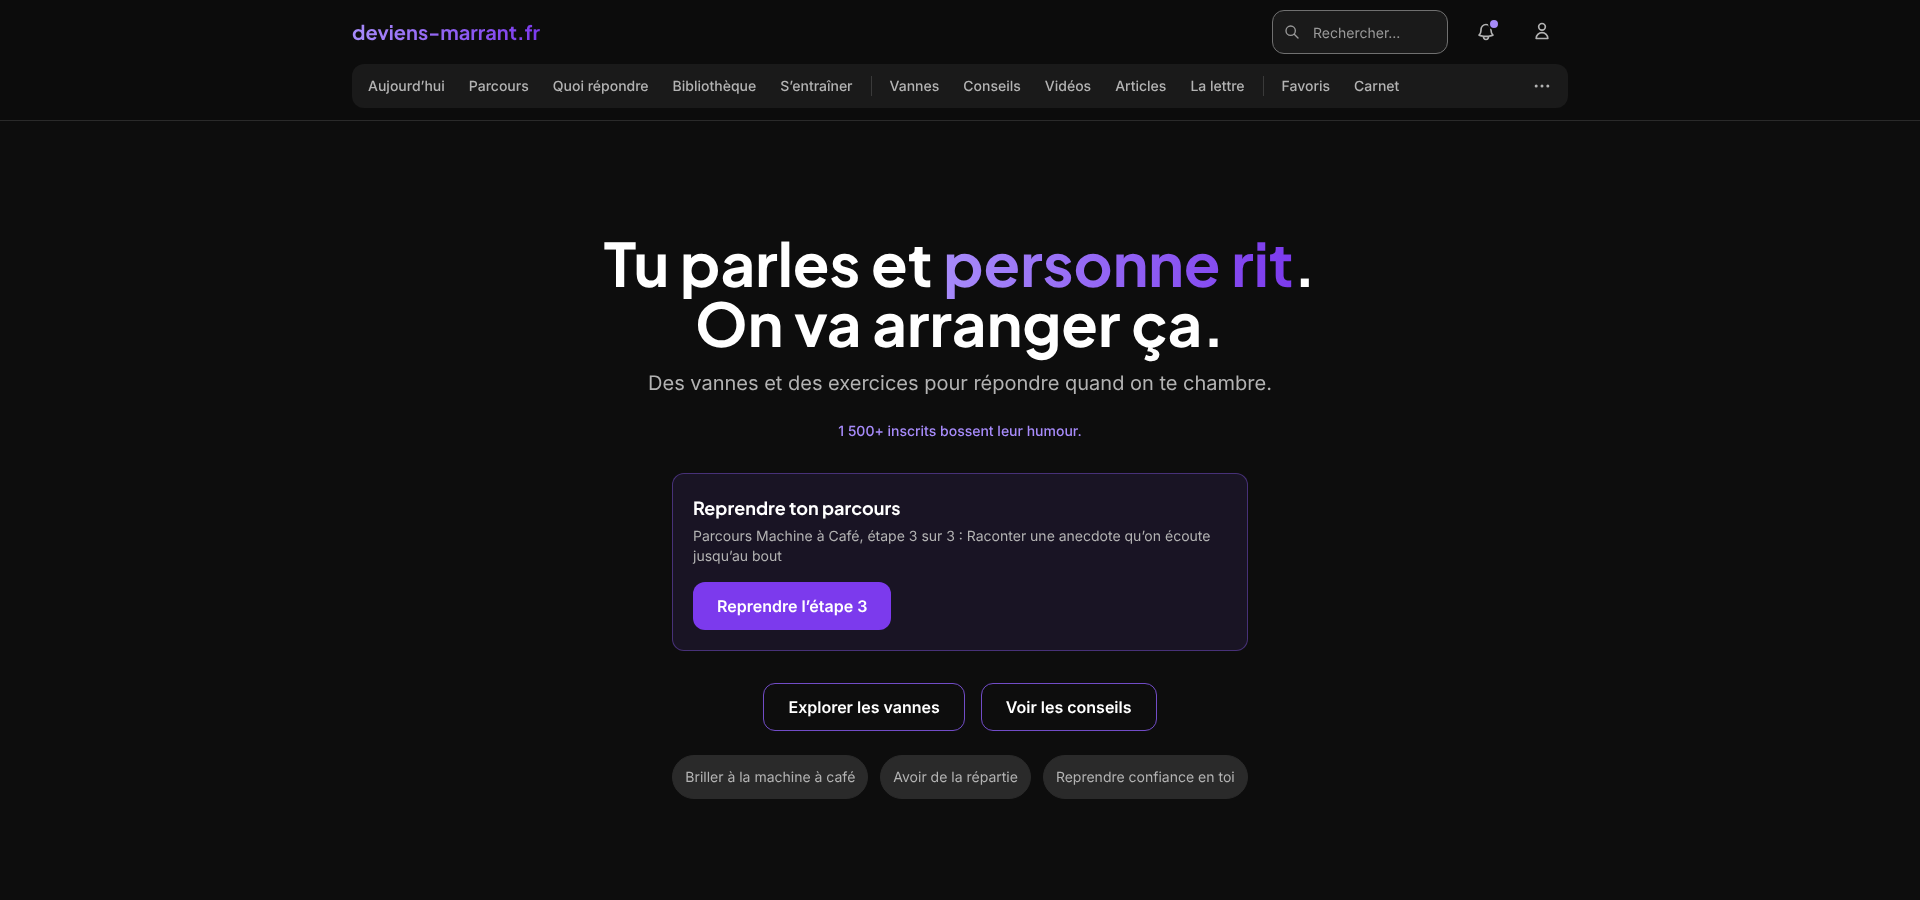 deviens-marrant.fr
Rechercher...
Aujourd’hui Parcours Quoi répondre Bibliothèque S’entraîner Vannes Conseils Vidéos Articles La lettre Favoris Carnet
Tu parles et personne rit.
On va arranger ça.
Des vannes et des exercices pour répondre quand on te chambre.
1 500+ inscrits bossent leur humour.
Reprendre ton parcours
Parcours Machine à Café, étape 3 sur 3 : Raconter une anecdote qu’on écoute
jusqu’au bout
Reprendre l’étape 3
Explorer les vannes Voir les conseils
Briller à la machine à café Avoir de la répartie Reprendre confiance en toi